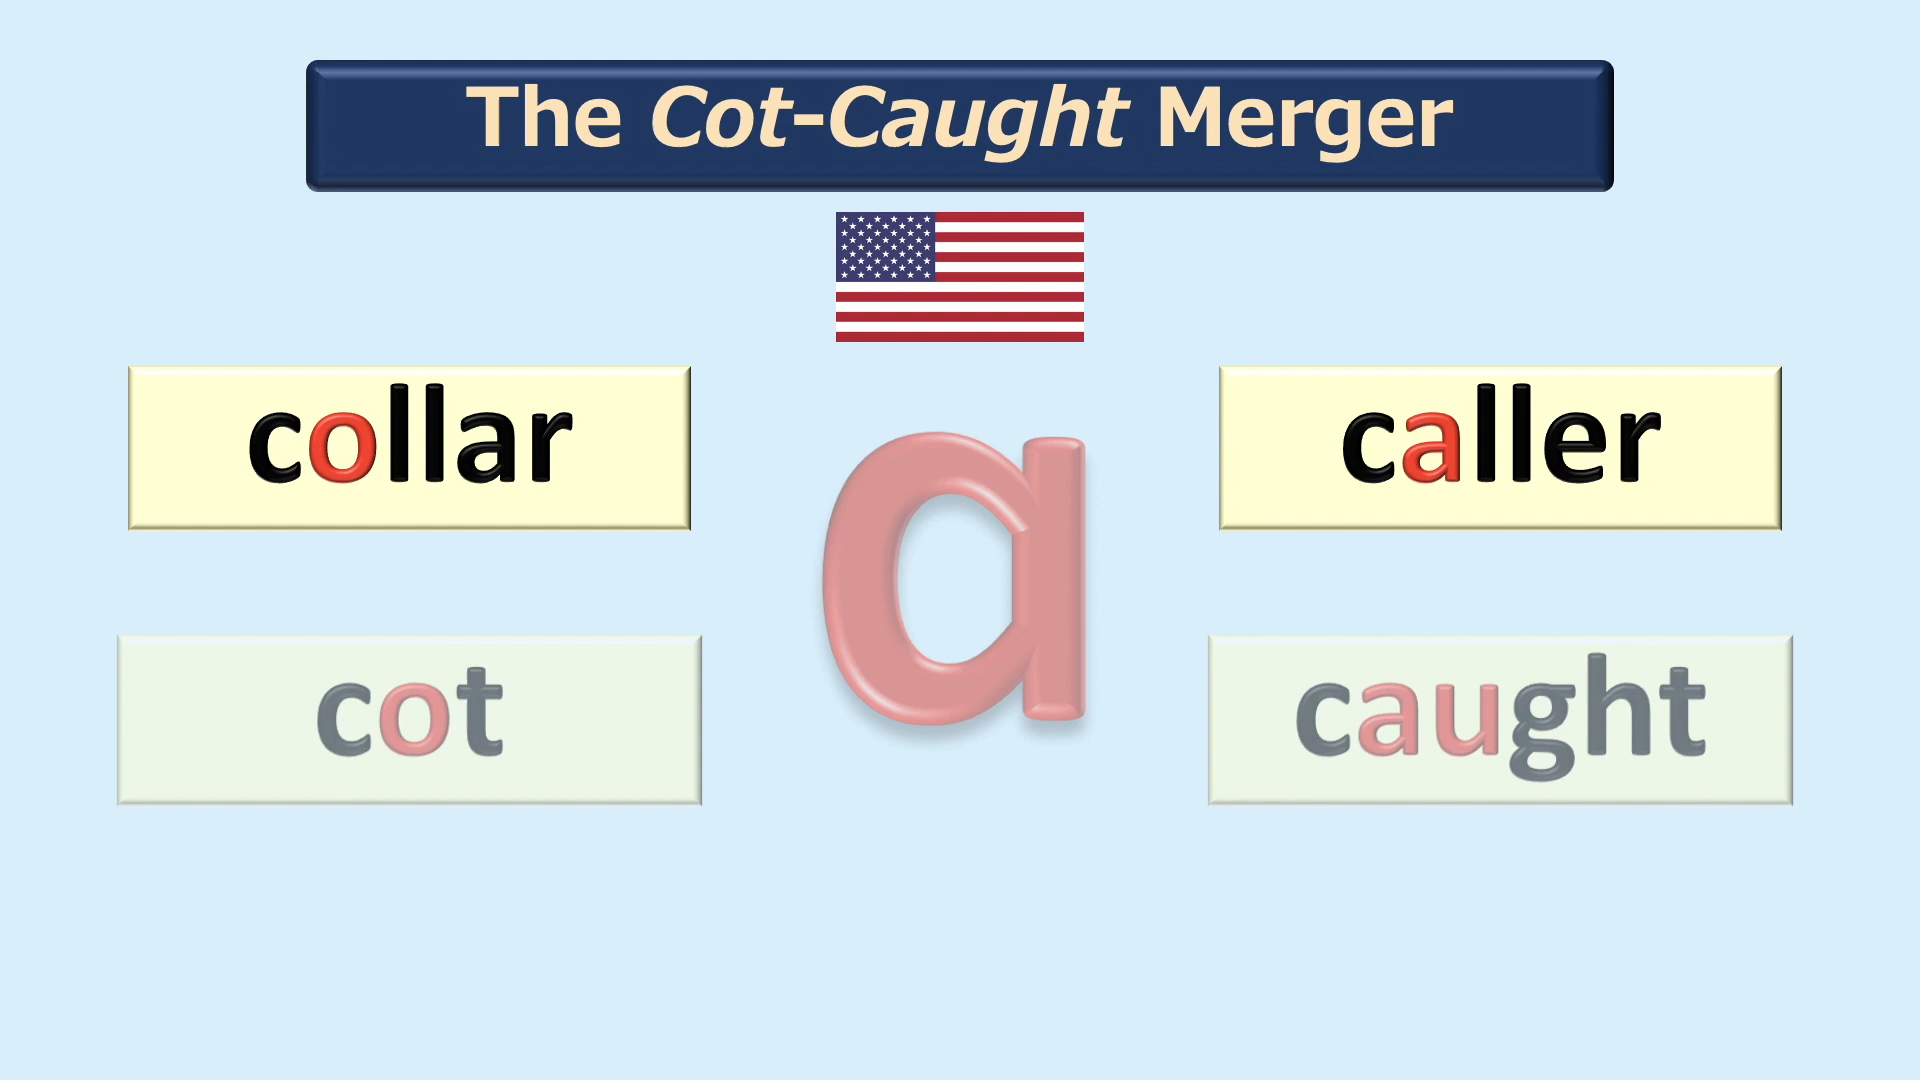 The Cot-Caught Merger
collar
caller
ɑ
cot
caught